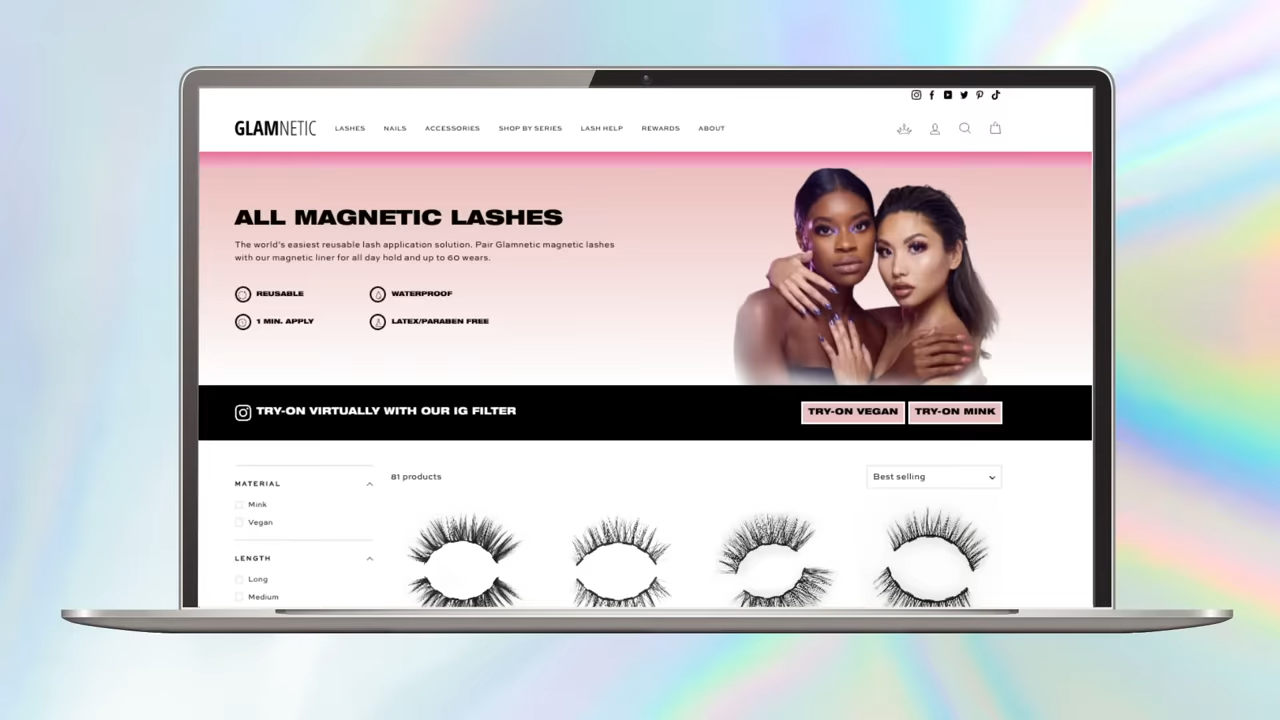 GLAMNETIC
LASHES NAILS ACCESSORIES SHOP BY SERIES LASH HELP REWARDS ABOUT
ALL MAGNETIC LASHES
The world's easiest reusable lash application solution. Pair Glamnetic magnetic lashes
with our magnetic liner for all day hold and up to 60 wears.
REUSABLE WATERPROOF
1 MIN. APPLY LATEX/PARABEN FREE
TRY-ON VIRTUALLY WITH OUR IG FILTER TRY-ON VEGAN TRY-ON MINK
81 products Best selling
MATERIAL
Mink
Vegan
LENGTH
Long
Medium